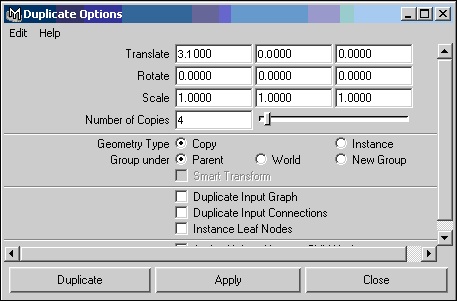 Duplicate Options
Edit Help
Translate 3.1000 0.0000 0.0000
Rotate 0.0000 0.0000 0.0000
Scale 1.0000 1.0000 1.0000
Number of Copies 4
Geometry Type Copy Instance
Group under Parent World New Group
Smart Transform
Duplicate Input Graph
Duplicate Input Connections
Instance Leaf Nodes
Duplicate Apply Close